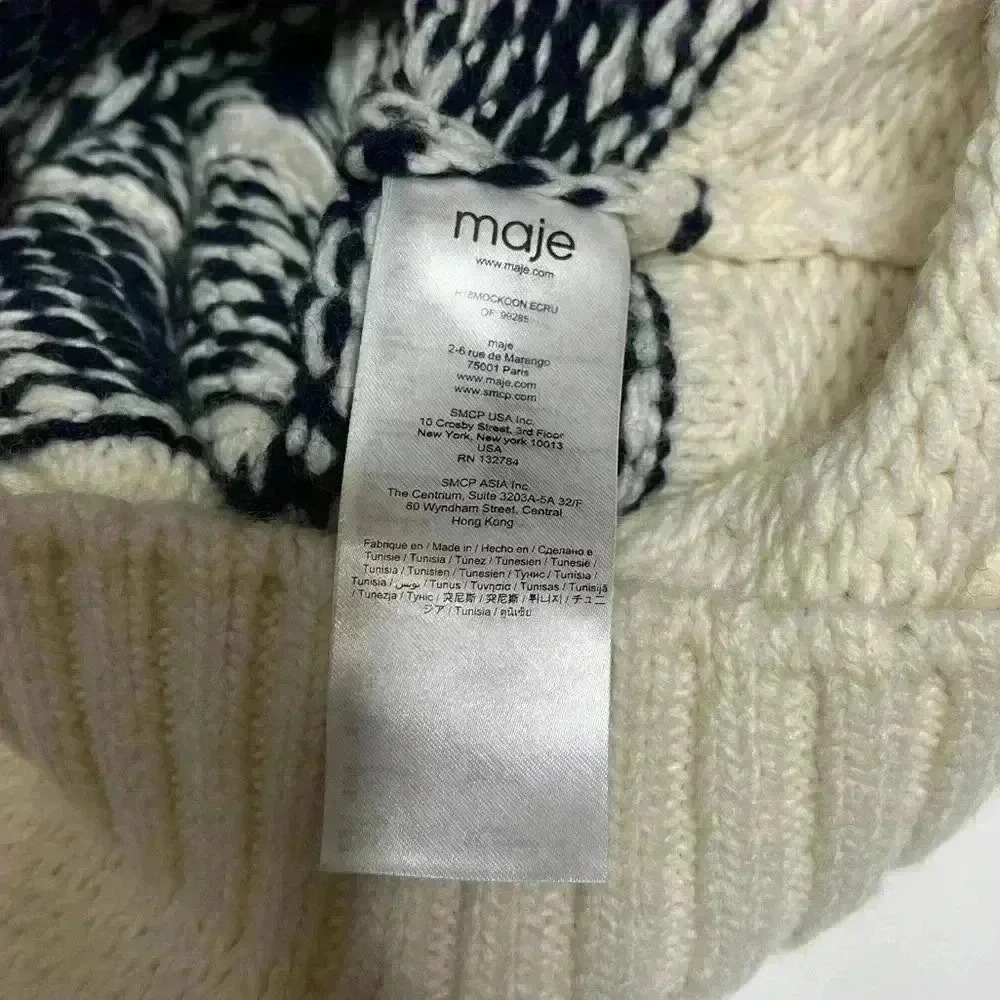 maje
www.maje.com
H18MOCKOON ECRU
OF 99285
maje
2-6 rue de Marengo
75001 Paris
www.maje.com
www.smcp.com
SMCP USA Inc.
10 Crosby Street, 3rd Floor
New York, New york 10013
USA
RN 132784
SMCP ASIA Inc.
The Centrium, Suite 3203A-5A 32/F
60 Wyndham Street, Central
Hong Kong
Fabriqué en / Made in / Hecho en / Сделано в
Tunisie / Tunisia / Túnez / Tunesien / Tunesië /
Tunísia / Tunisien / Tunesien / Тунис / Tunisia /
Tunisia / تونس / Tunus / Τυνησία / Tunisas / Tunisijā
/ Tunezja / Туніс / 突尼斯 / 突尼斯 / 튀니지 / チュニ
ジア / Tunisia / ตูนิเซีย